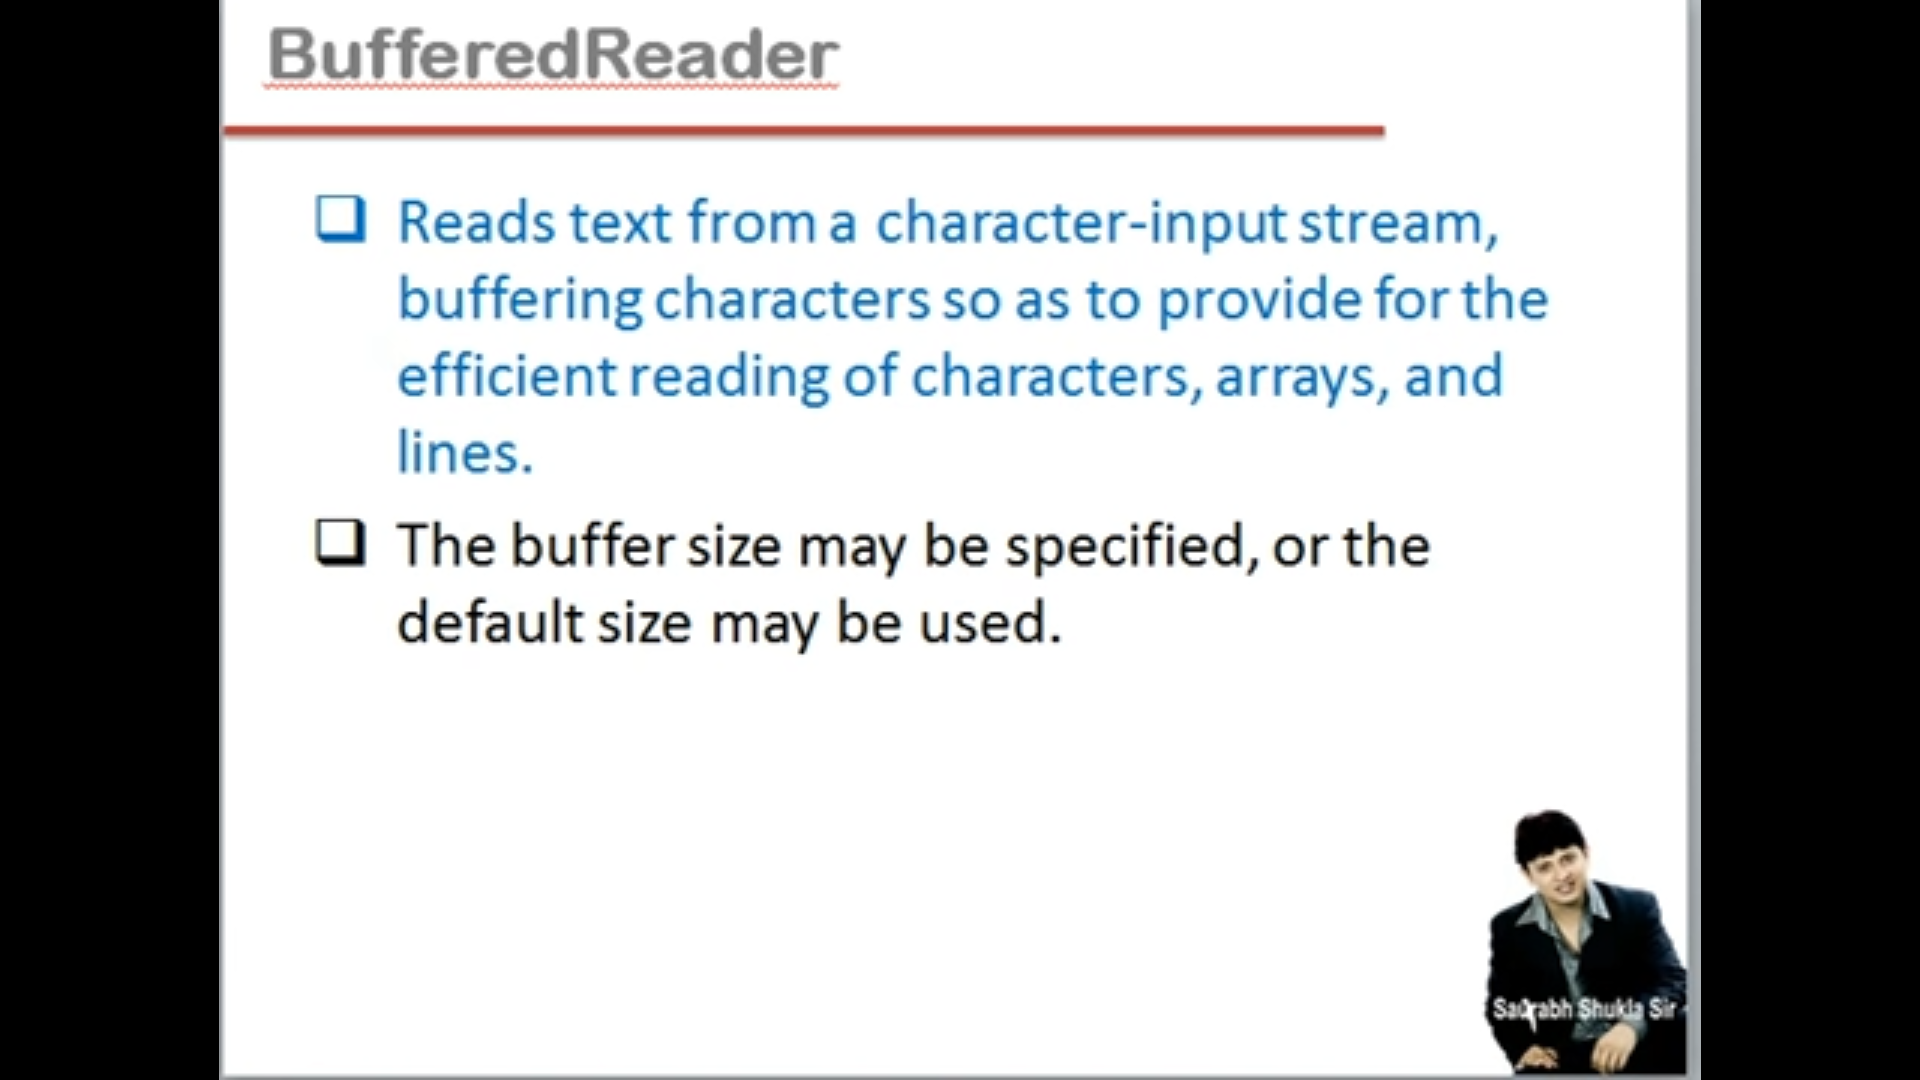 BufferedReader
Reads text from a character-input stream,
buffering characters so as to provide for the
efficient reading of characters, arrays, and
lines.
The buffer size may be specified, or the
default size may be used.
Saurabh Shukla Sir